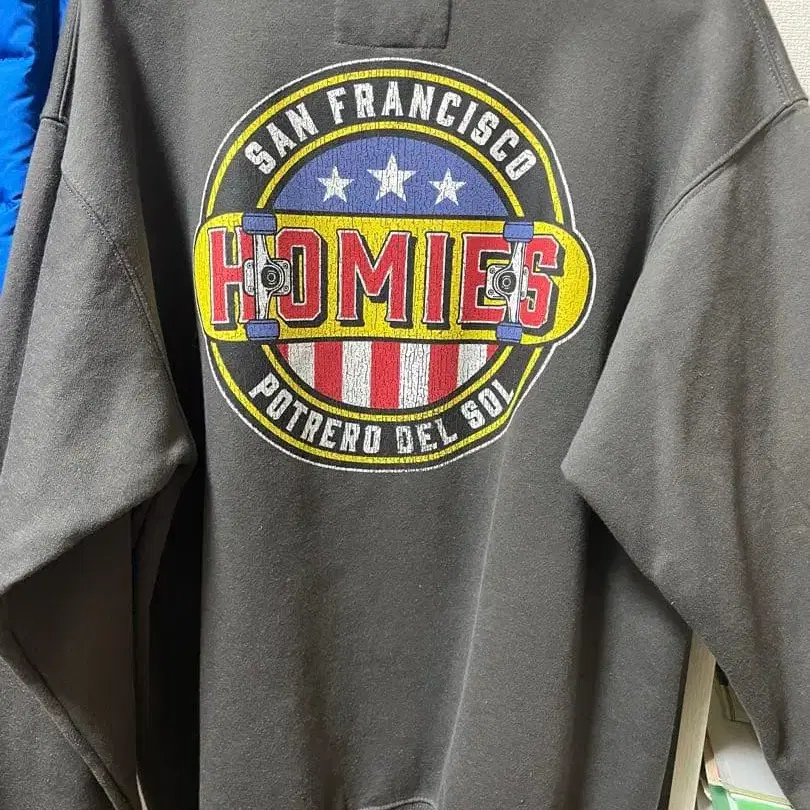 SAN FRANCISCO
HOMIES
POTRERO DEL SOL